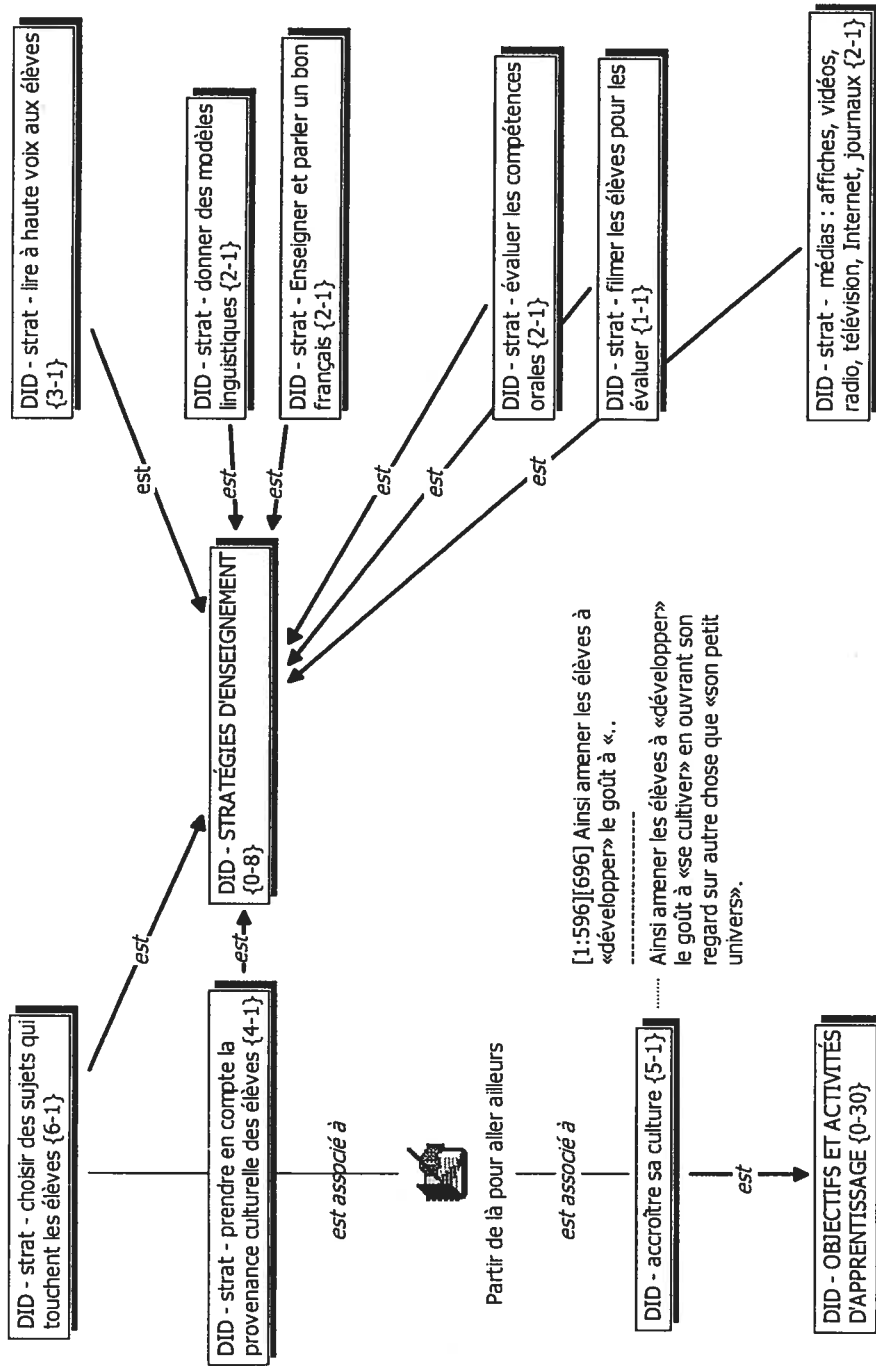 DID - strat - choisir des sujets qui
touchent les élèves {6-1}
est
DID - strat - lire à haute voix aux élèves
{3-1}
est
DID - strat - prendre en compte la
provenance culturelle des élèves {4-1}
est
DID - STRATÉGIES D'ENSEIGNEMENT
{0-8}
est
DID - strat - donner des modèles
linguistiques {2-1}
est
DID - strat - Enseigner et parler un bon
français {2-1}
est associé à
Partir de là pour aller ailleurs
est associé à
est
DID - strat - évaluer les compétences
orales {2-1}
est
DID - strat - filmer les élèves pour les
évaluer {1-1}
est
DID - strat - médias : affiches, vidéos,
radio, télévision, Internet, journaux {2-1}
DID - accroître sa culture {5-1}
[1:596][696] Ainsi amener les élèves à
«développer» le goût à «..
--------------------
Ainsi amener les élèves à «développer»
le goût à «se cultiver» en ouvrant son
regard sur autre chose que «son petit
univers».
est
DID - OBJECTIFS ET ACTIVITÉS
D'APPRENTISSAGE {0-30}